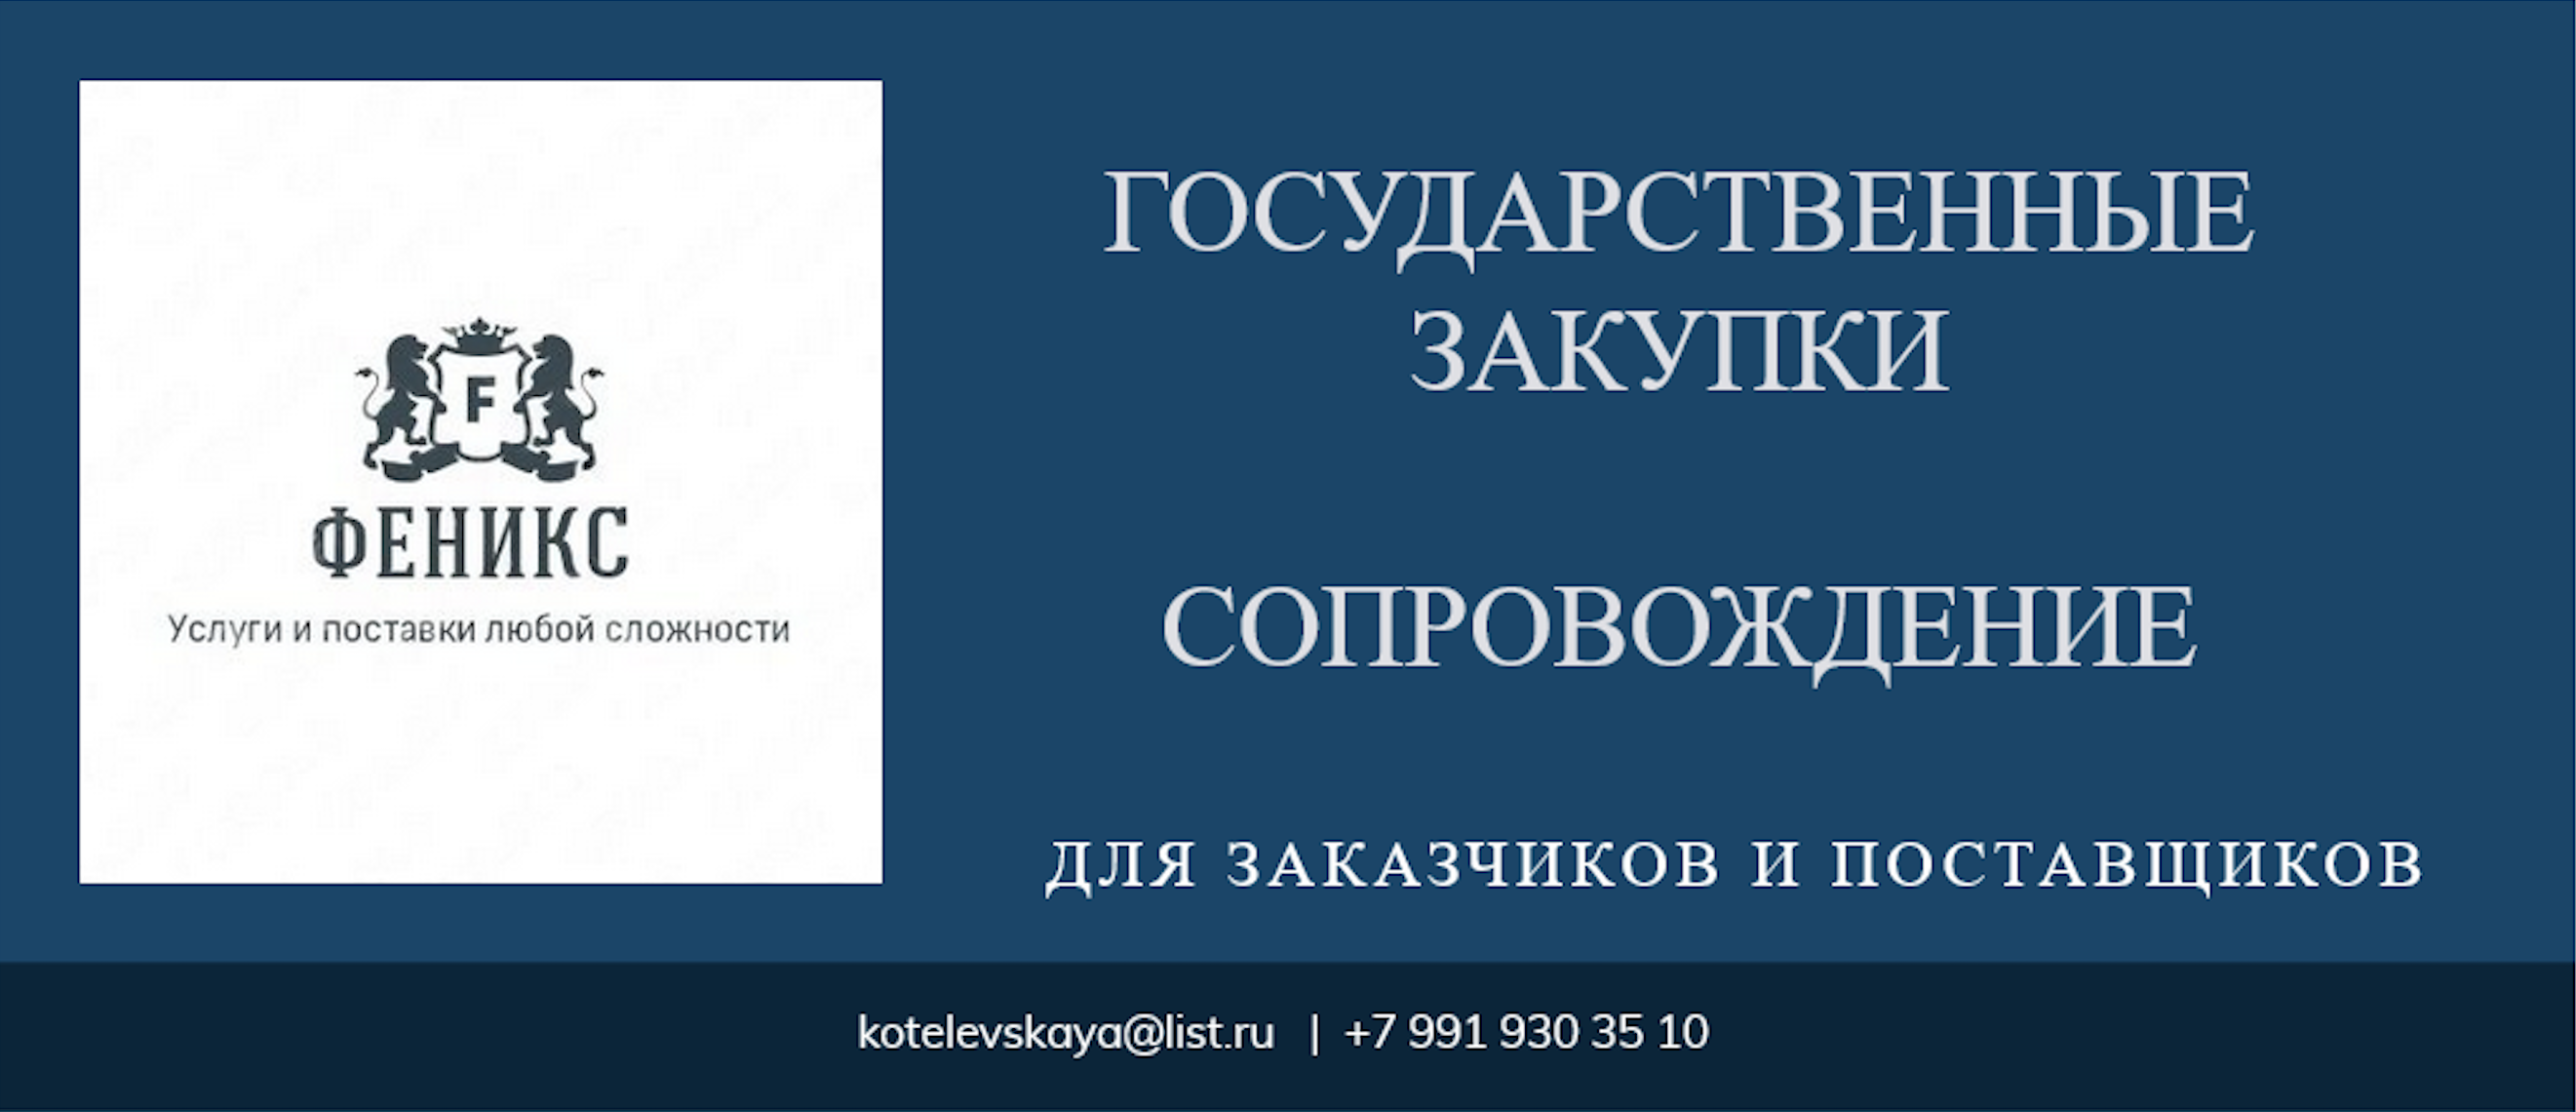 F
ФЕНИКС
Услуги и поставки любой сложности
ГОСУДАРСТВЕННЫЕ
ЗАКУПКИ
СОПРОВОЖДЕНИЕ
ДЛЯ ЗАКАЗЧИКОВ И ПОСТАВЩИКОВ
kotelevskaya@list.ru | +7 991 930 35 10